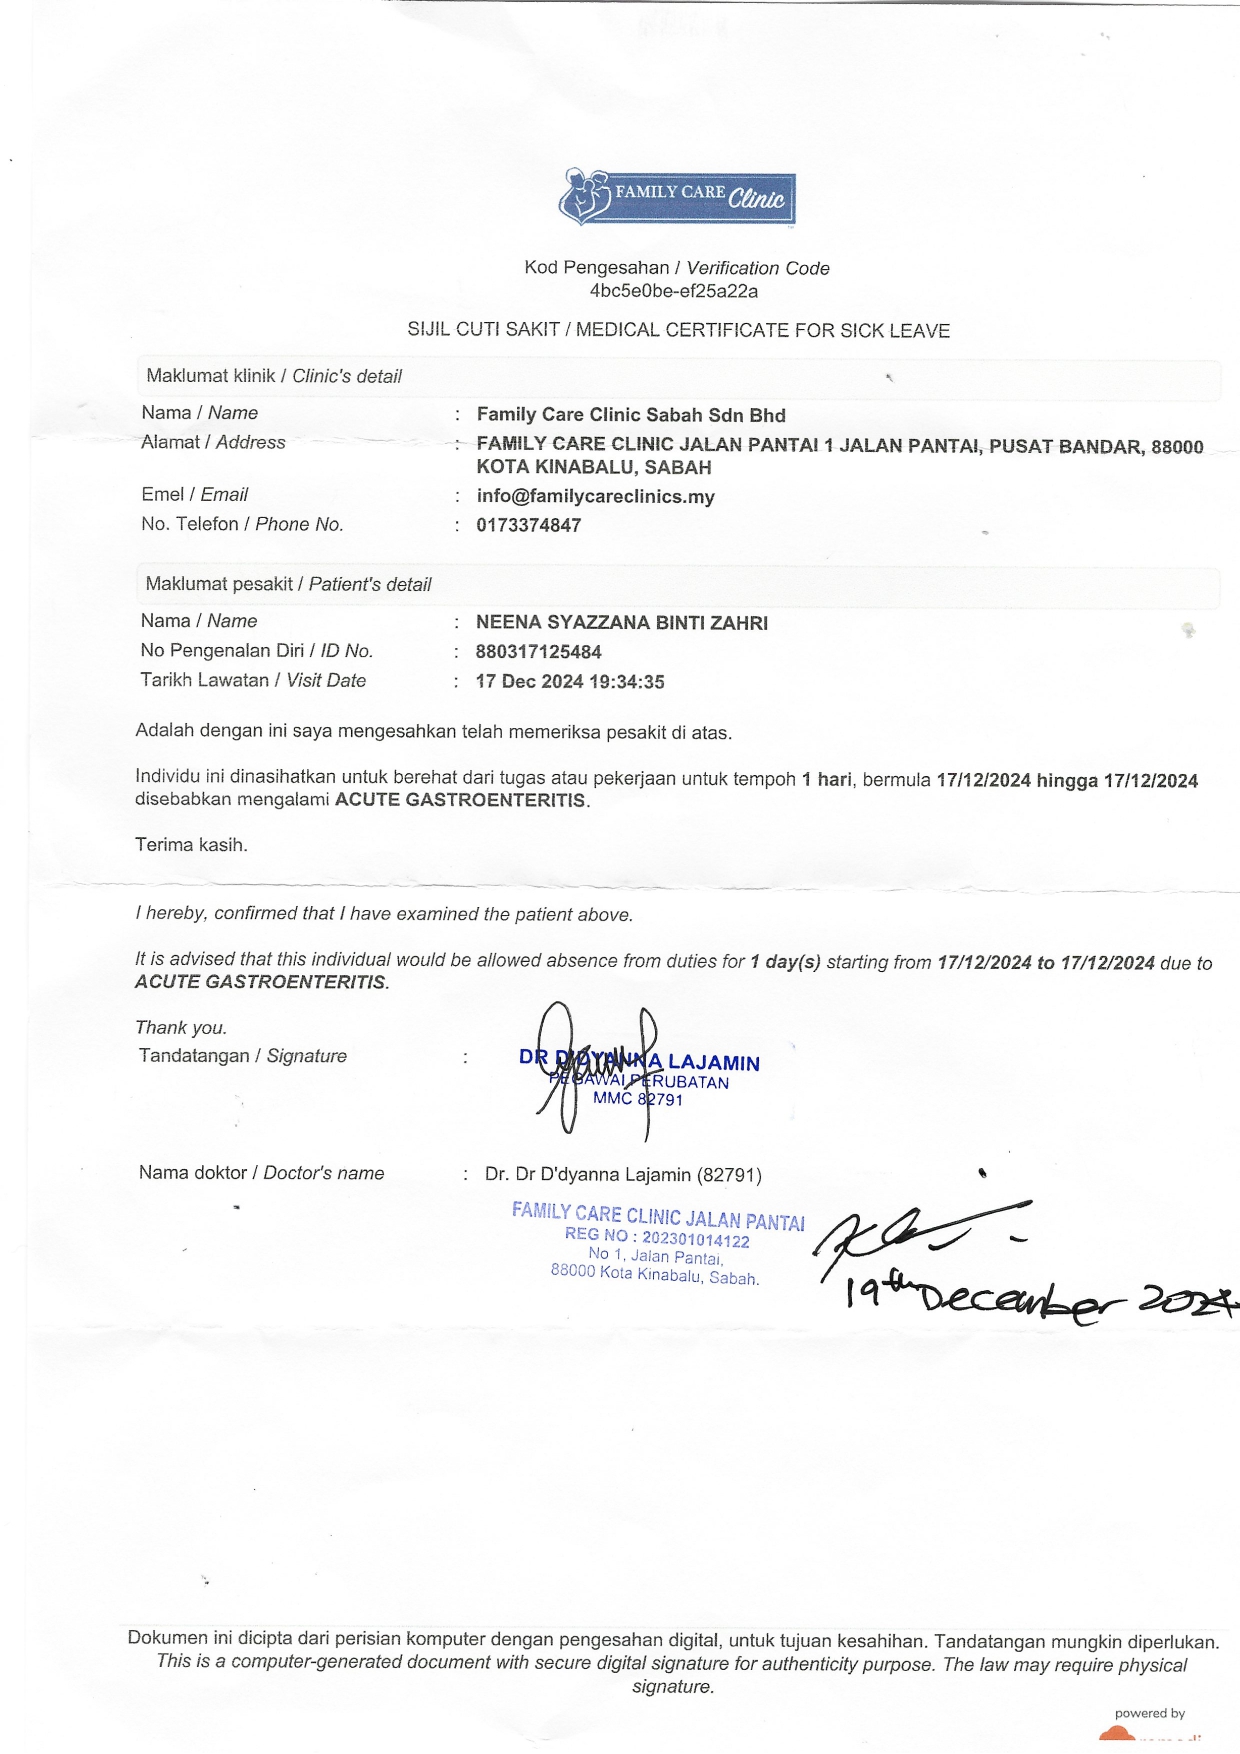 FAMILY CARE Clinic
Kod Pengesahan / Verification Code
4bc5e0be-ef25a22a
SIJIL CUTI SAKIT / MEDICAL CERTIFICATE FOR SICK LEAVE
Maklumat klinik / Clinic's detail
Nama / Name : Family Care Clinic Sabah Sdn Bhd
Alamat / Address : FAMILY CARE CLINIC JALAN PANTAI 1 JALAN PANTAI, PUSAT BANDAR, 88000
KOTA KINABALU, SABAH
Emel / Email : info@familycareclinics.my
No. Telefon / Phone No. : 0173374847
Maklumat pesakit / Patient's detail
Nama / Name : NEENA SYAZZANA BINTI ZAHRI
No Pengenalan Diri / ID No. : 880317125484
Tarikh Lawatan / Visit Date : 17 Dec 2024 19:34:35
Adalah dengan ini saya mengesahkan telah memeriksa pesakit di atas.
Individu ini dinasihatkan untuk berehat dari tugas atau pekerjaan untuk tempoh 1 hari, bermula 17/12/2024 hingga 17/12/2024
disebabkan mengalami ACUTE GASTROENTERITIS.
Terima kasih.
I hereby, confirmed that I have examined the patient above.
It is advised that this individual would be allowed absence from duties for 1 day(s) starting from 17/12/2024 to 17/12/2024 due to
ACUTE GASTROENTERITIS.
Thank you.
Tandatangan / Signature :
DR D'DYANNA LAJAMIN
PEGAWAI PERUBATAN
MMC 82791
Nama doktor / Doctor's name : Dr. Dr D'dyanna Lajamin (82791)
FAMILY CARE CLINIC JALAN PANTAI
REG NO : 202301014122
No 1, Jalan Pantai,
88000 Kota Kinabalu, Sabah.
19th December 2024
Dokumen ini dicipta dari perisian komputer dengan pengesahan digital, untuk tujuan kesahihan. Tandatangan mungkin diperlukan.
This is a computer-generated document with secure digital signature for authenticity purpose. The law may require physical
signature.
powered by